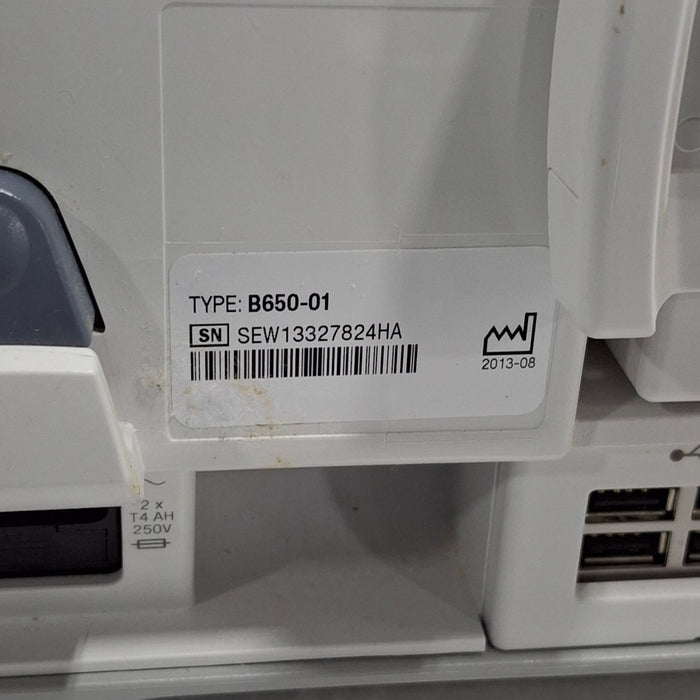 TYPE: B650-01
SN SEW13327824HA
2013-08
2 x
T4 AH
250V